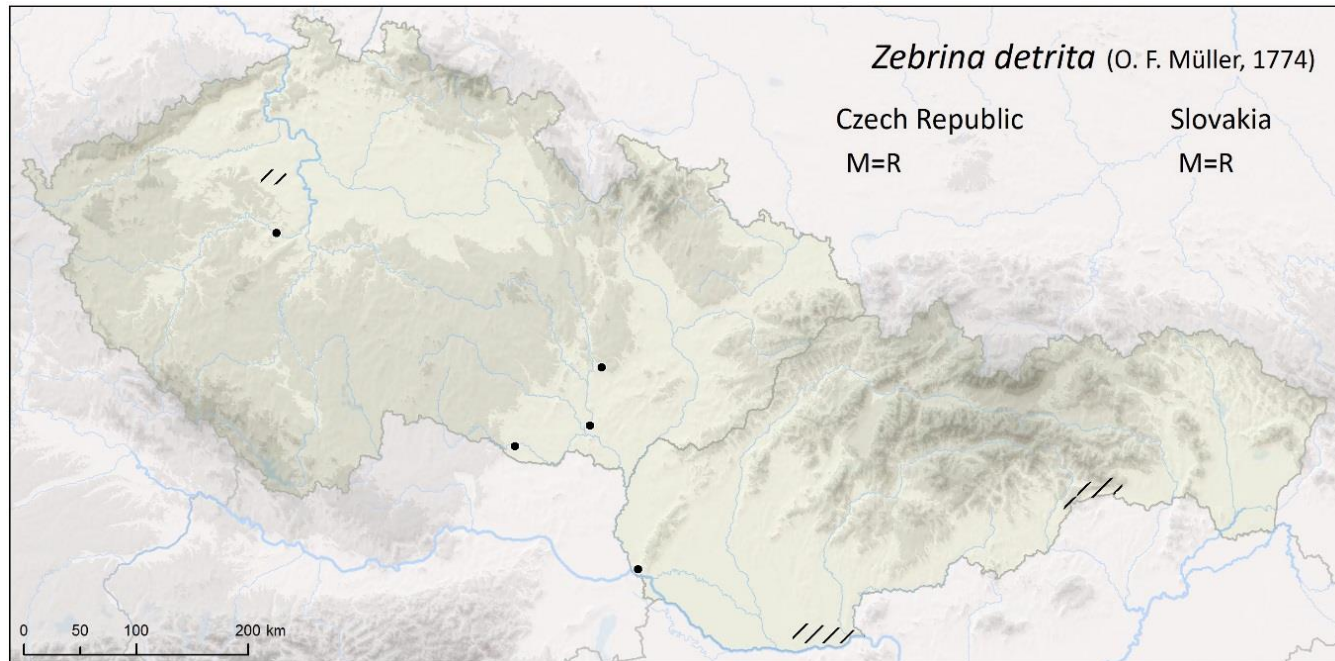 Zebrina detrita (O. F. Müller, 1774)
Czech Republic Slovakia
M=R M=R
0 50 100 200 km